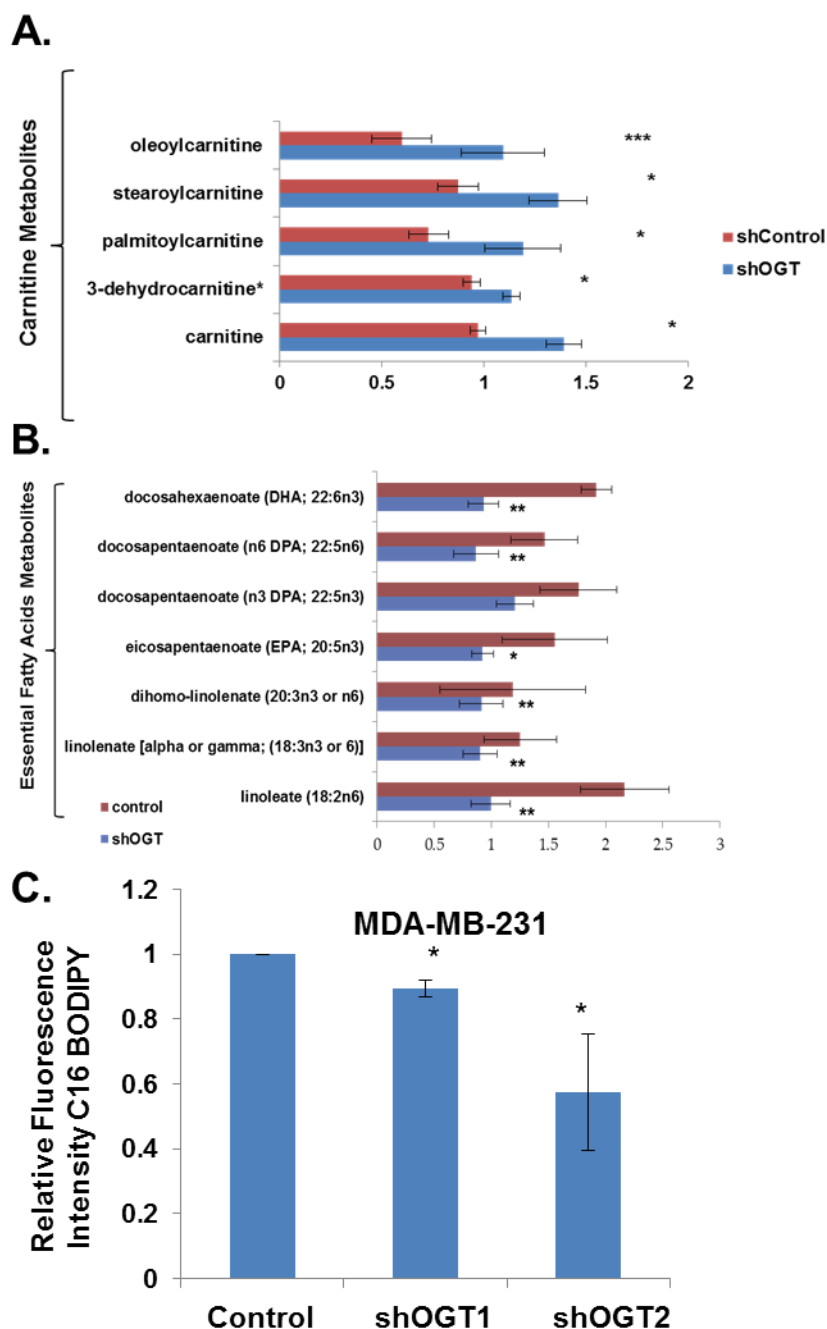 A.
Carnitine Metabolites
oleoylcarnitine
***
stearoylcarnitine
*
palmitoylcarnitine
*
3-dehydrocarnitine*
*
carnitine
*
shControl
shOGT
0 0.5 1 1.5 2
B.
Essential Fatty Acids Metabolites
docosahexaenoate (DHA; 22:6n3)
**
docosapentaenoate (n6 DPA; 22:5n6)
**
docosapentaenoate (n3 DPA; 22:5n3)
eicosapentaenoate (EPA; 20:5n3)
*
dihomo-linolenate (20:3n3 or n6)
**
linolenate [alpha or gamma; (18:3n3 or 6)]
**
linoleate (18:2n6)
**
control
shOGT
0 0.5 1 1.5 2 2.5 3
C.
MDA-MB-231
Relative Fluorescence
Intensity C16 BODIPY
1.2
1
0.8
0.6
0.4
0.2
0
*
*
Control shOGT1 shOGT2